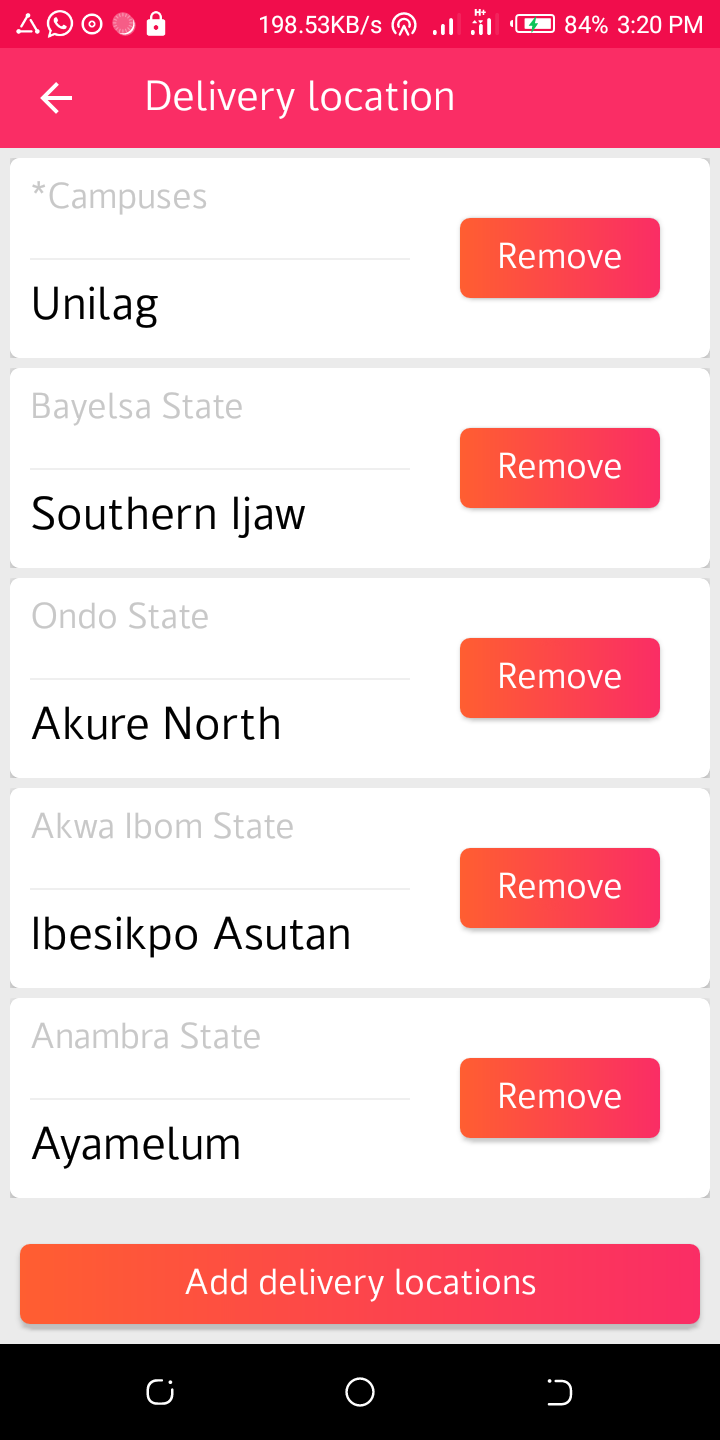 198.53KB/s H+ 84% 3:20 PM
Delivery location
*Campuses
Remove
Unilag
Bayelsa State
Remove
Southern Ijaw
Ondo State
Remove
Akure North
Akwa Ibom State
Remove
Ibesikpo Asutan
Anambra State
Remove
Ayamelum
Add delivery locations